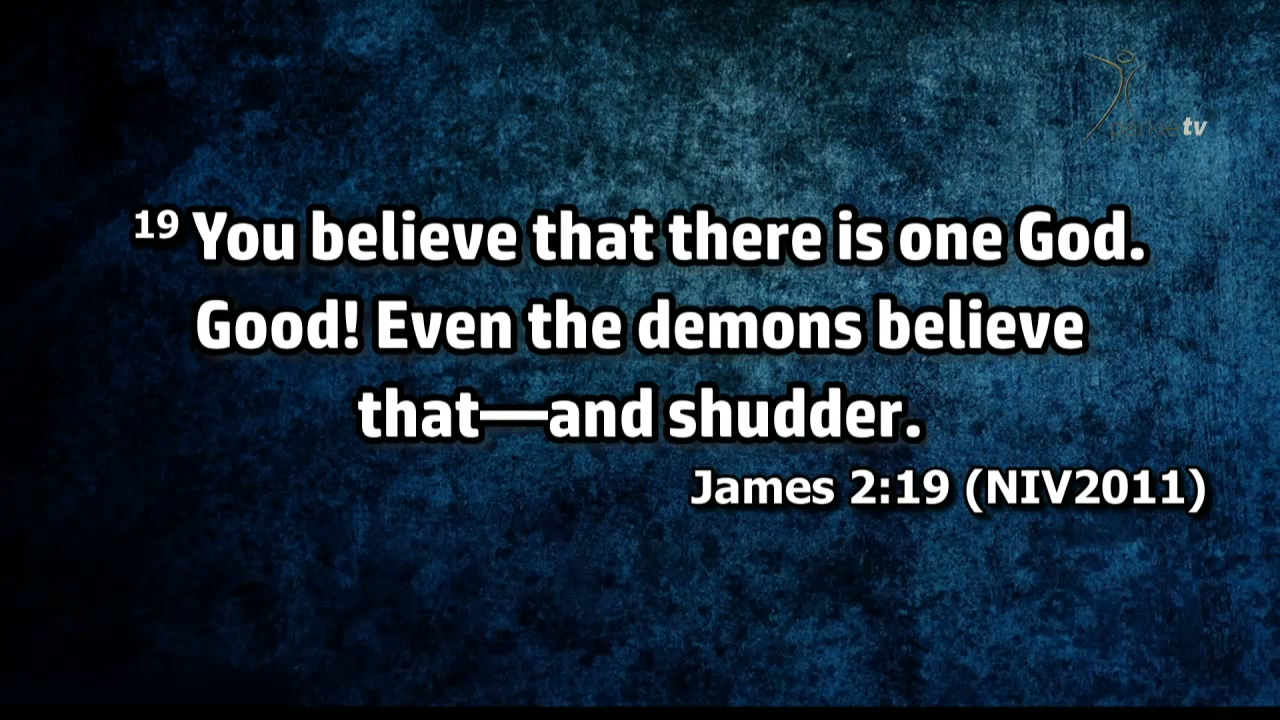 tv
19 You believe that there is one God.
Good! Even the demons believe
that—and shudder.
James 2:19 (NIV2011)